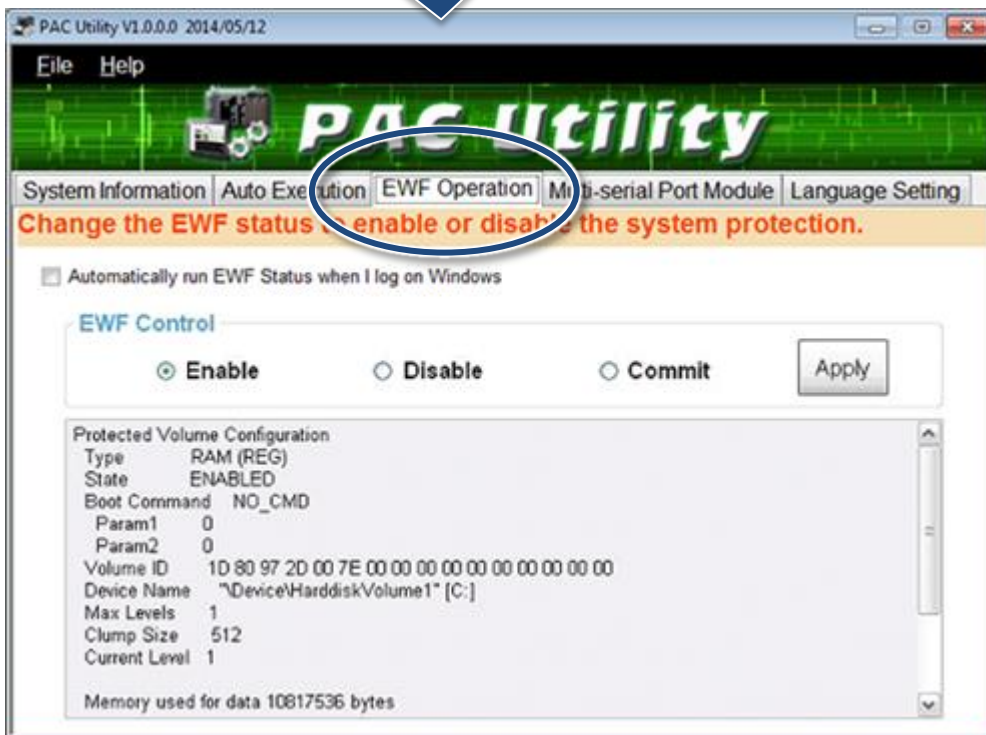 PAC Utility V1.0.0.0 2014/05/12
File Help
PAC Utility
System Information Auto Execution EWF Operation Multi-serial Port Module Language Setting
Change the EWF status to enable or disable the system protection.
Automatically run EWF Status when I log on Windows
EWF Control
Enable Disable Commit Apply
Protected Volume Configuration
Type RAM (REG)
State ENABLED
Boot Command NO_CMD
Param1 0
Param2 0
Volume ID 1D 80 97 2D 00 7E 00 00 00 00 00 00 00 00 00 00
Device Name "\Device\HarddiskVolume1" [C:]
Max Levels 1
Clump Size 512
Current Level 1
Memory used for data 10817536 bytes